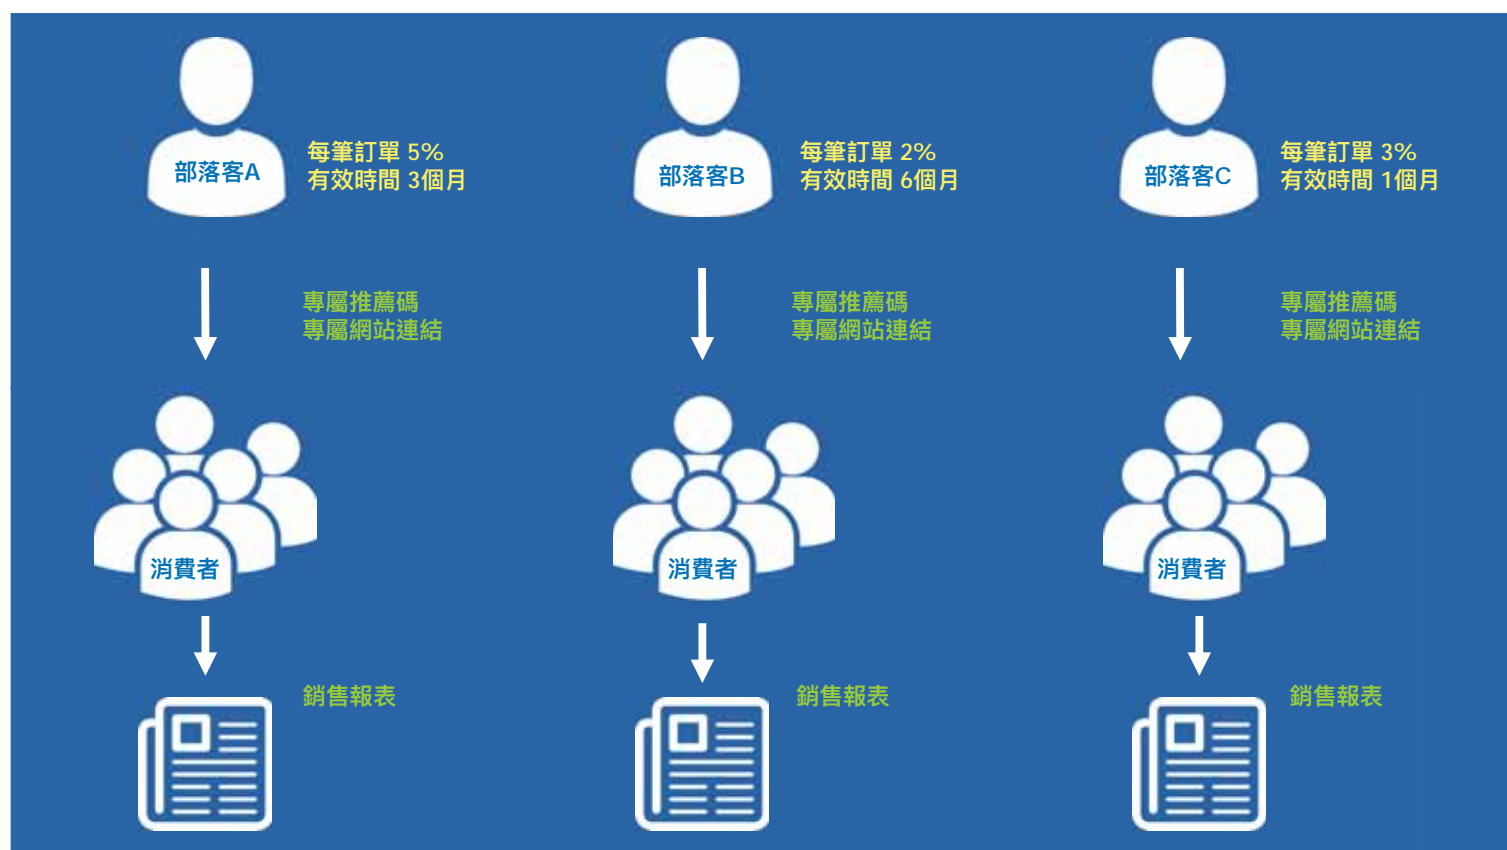 部落客A
每筆訂單 5%
有效時間 3個月
部落客B
每筆訂單 2%
有效時間 6個月
部落客C
每筆訂單 3%
有效時間 1個月
專屬推薦碼
專屬網站連結
專屬推薦碼
專屬網站連結
專屬推薦碼
專屬網站連結
消費者
消費者
消費者
銷售報表
銷售報表
銷售報表